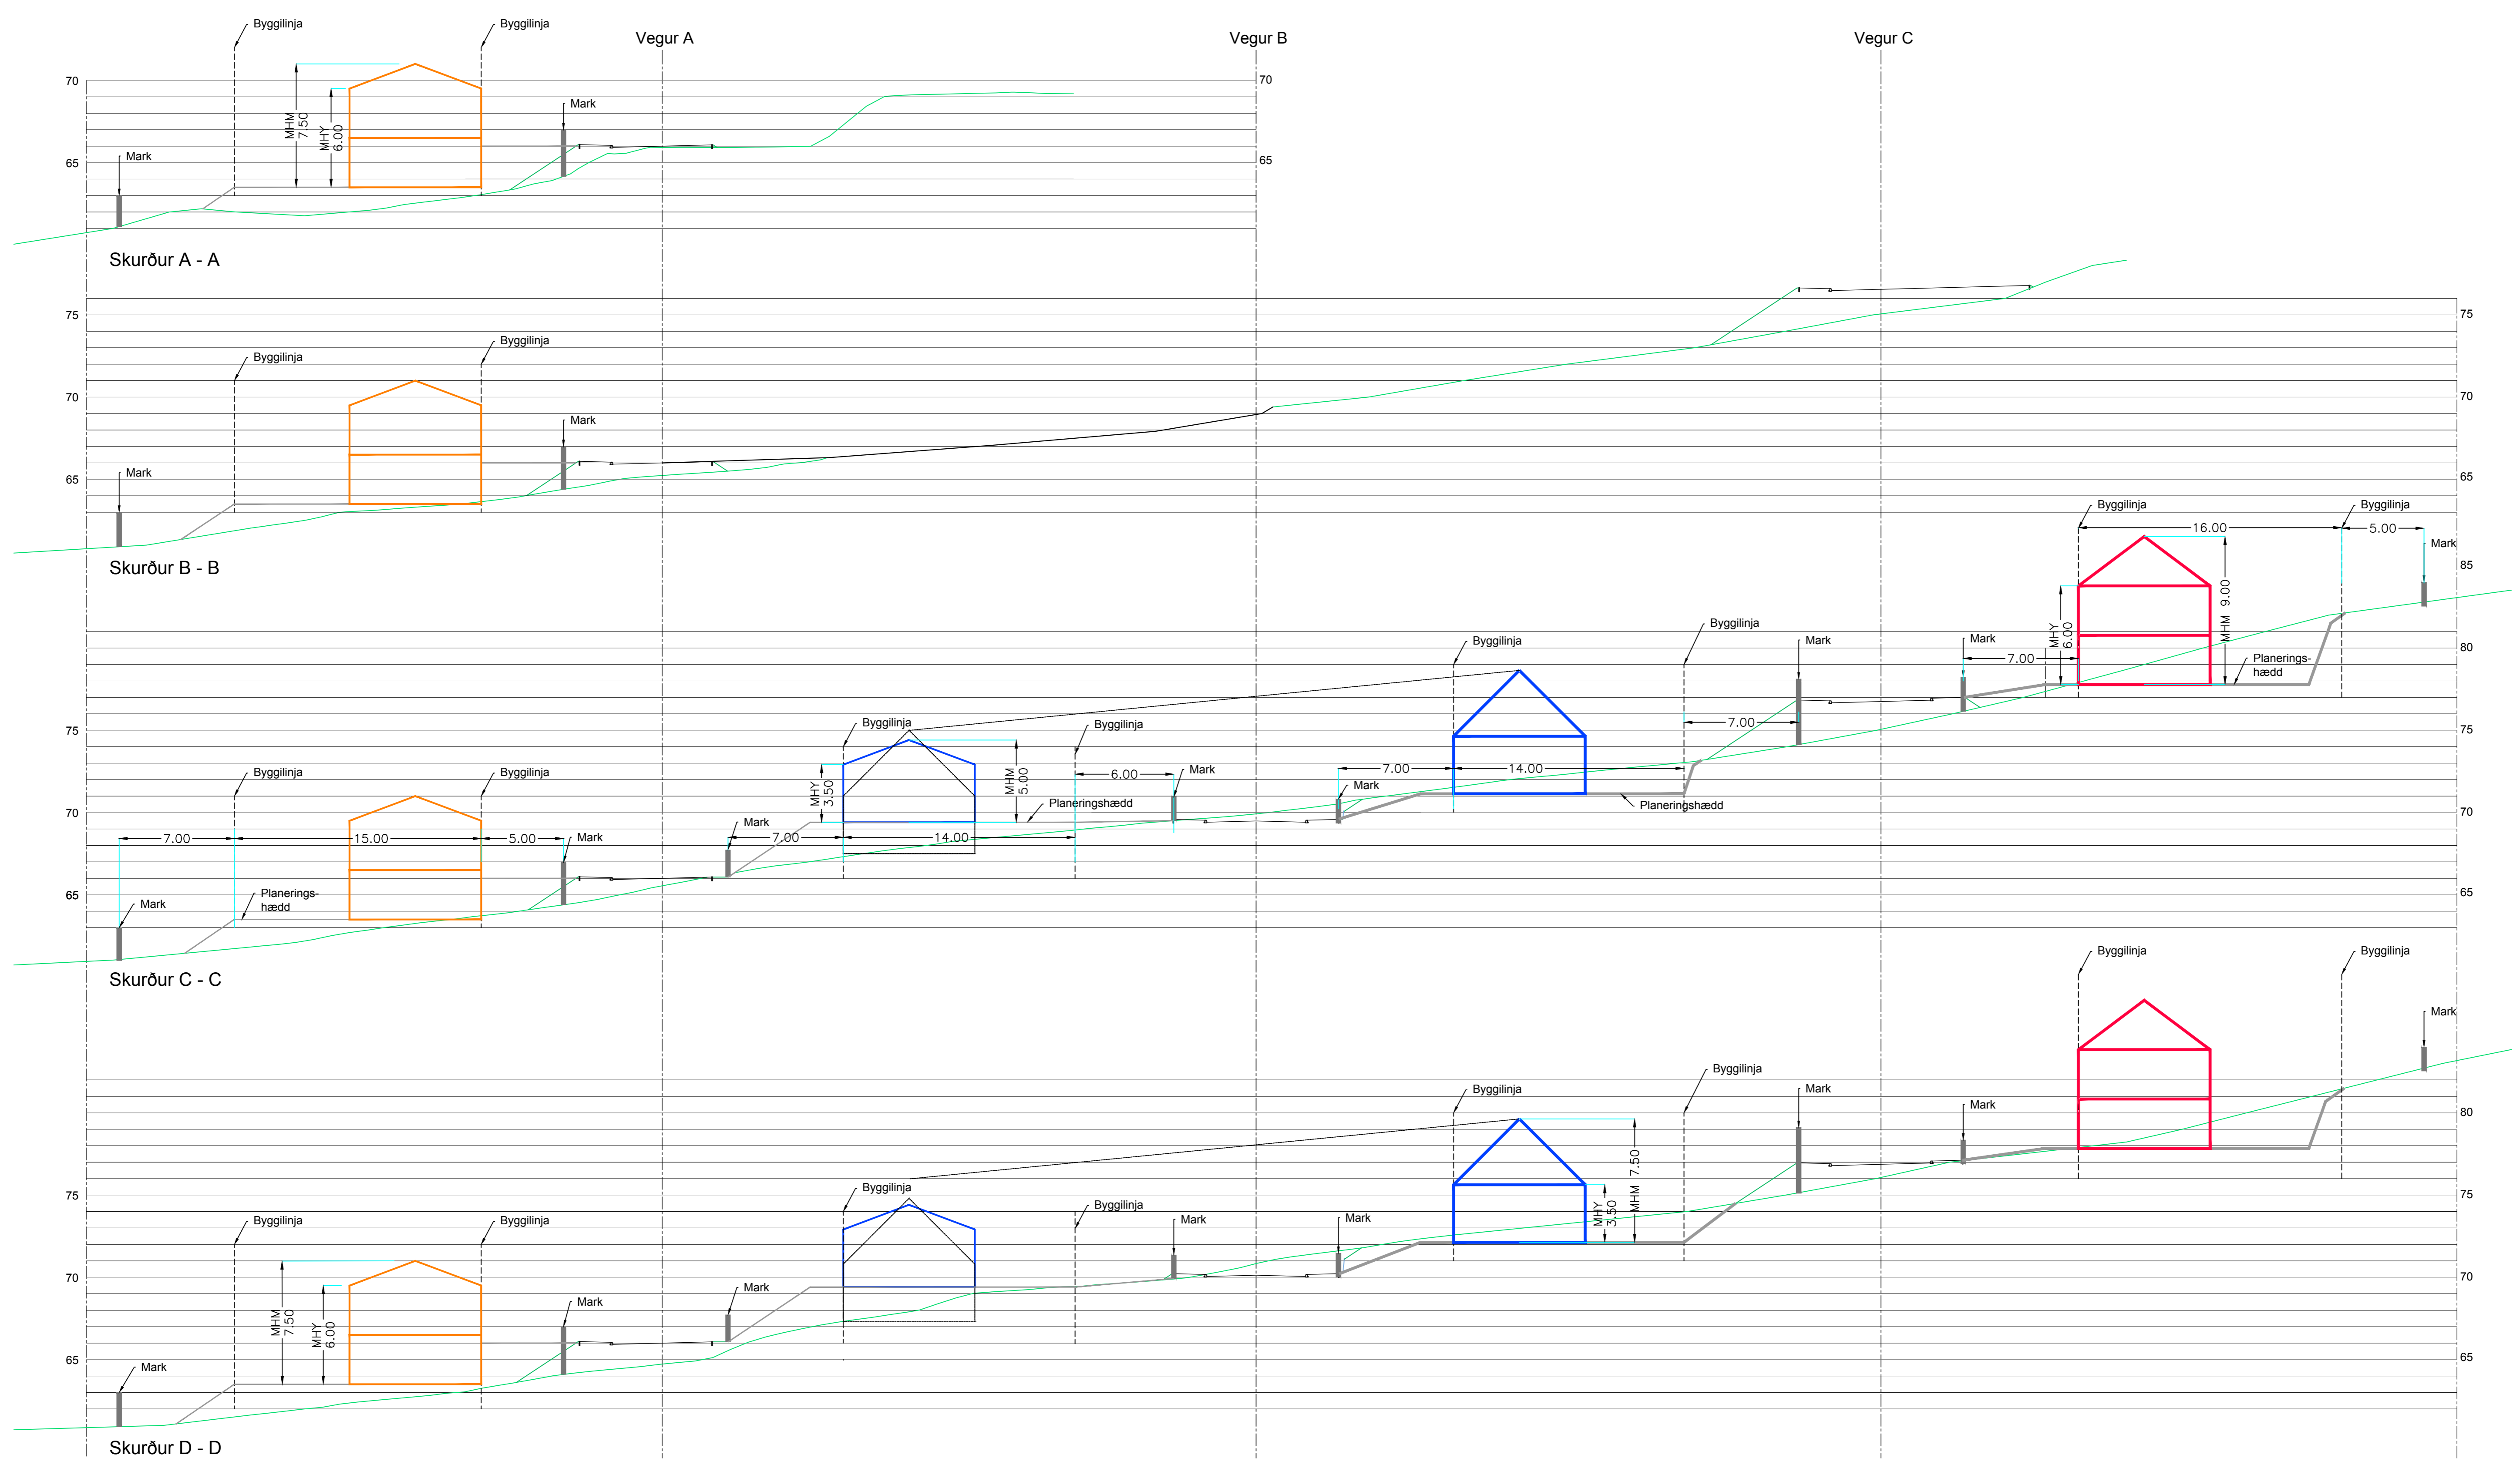 Byggilinja
Byggilinja
Vegur A
Vegur B
Vegur C
70
70
MHM
7.50
MHY
6.00
Mark
Mark
65
65
Skurður A - A
75
75
Byggilinja
Byggilinja
70
70
Mark
Mark
65
65
Skurður B - B
Byggilinja
Byggilinja
16.00
5.00
Mark
85
MHY
6.00
MHM 9.00
Byggilinja
Byggilinja
Mark
Mark
80
7.00
Planerings-
hædd
75
75
Byggilinja
Byggilinja
7.00
MHY
3.50
MHM
5.00
6.00
Mark
7.00
14.00
Mark
Byggilinja
Byggilinja
Planeringshædd
Planeringshædd
70
70
Mark
7.00
15.00
5.00
Mark
7.00
14.00
65
65
Planerings-
hædd
Mark
Skurður C - C
Byggilinja
Byggilinja
Mark
Byggilinja
Byggilinja
Mark
Mark
80
MHY
3.50
MHM 7.50
75
75
Byggilinja
Byggilinja
Byggilinja
Byggilinja
Mark
Mark
70
70
MHM
7.50
MHY
6.00
Mark
Mark
65
65
Mark
Skurður D - D